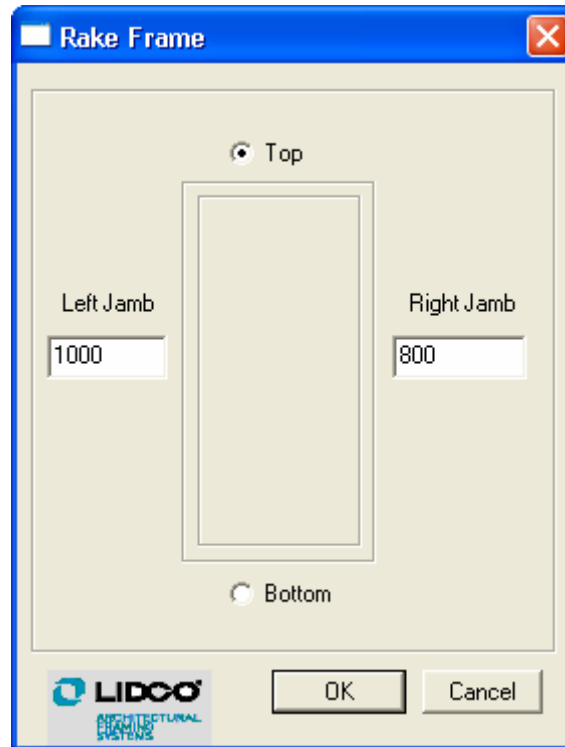 Rake Frame
Top
Left Jamb
Right Jamb
1000
800
Bottom
LIDCO
ARCHITECTURAL
FRAMING
SYSTEMS
OK
Cancel